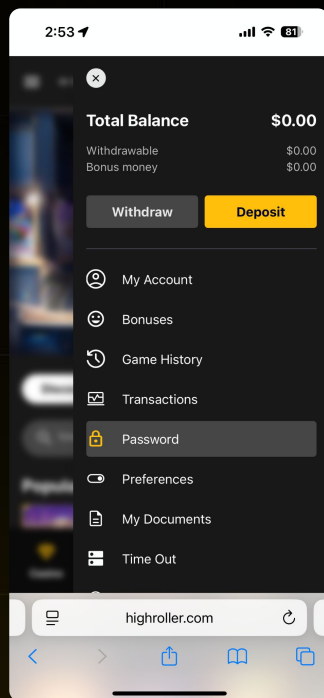 2:53
81
Total Balance $0.00
Withdrawable $0.00
Bonus money $0.00
Withdraw Deposit
My Account
Bonuses
Game History
Transactions
Password
Preferences
My Documents
Time Out
highroller.com